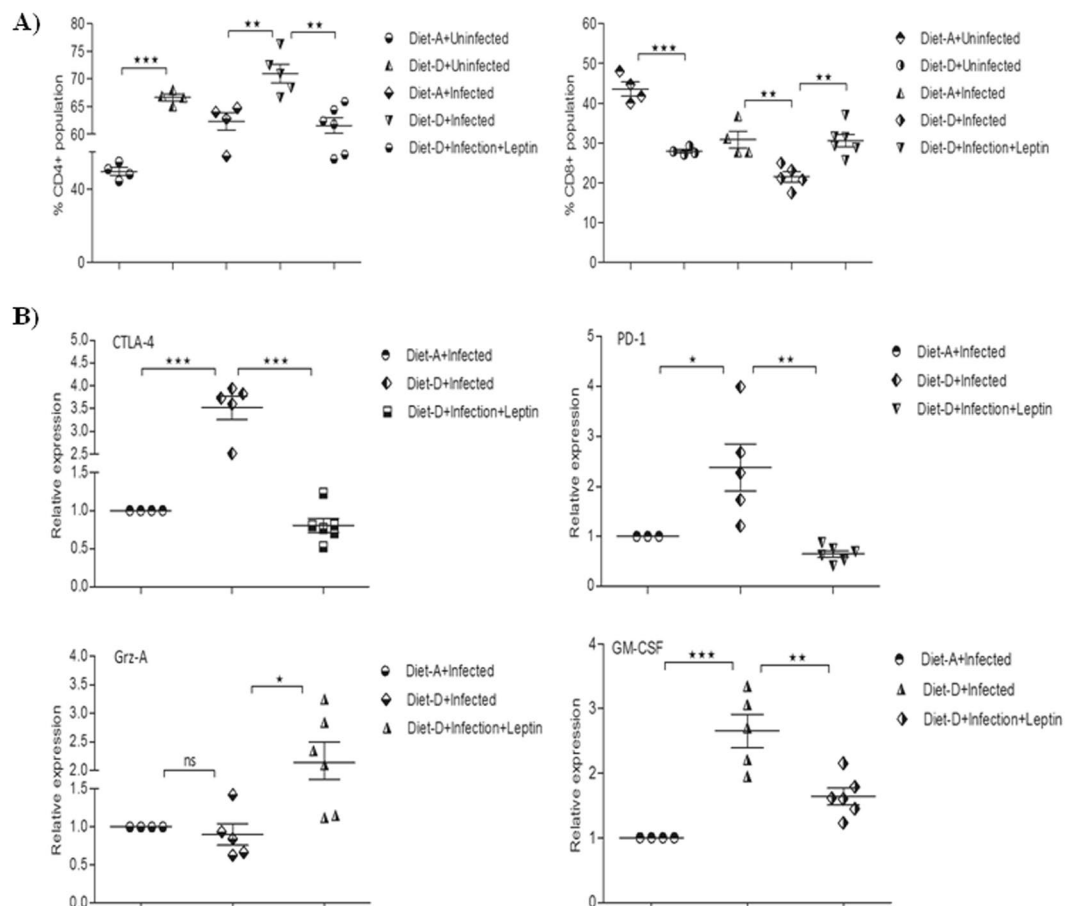 A)
% CD4+ population
80
75
70
65
60
40
0
***
**
**
Diet-A+Uninfected
Diet-D+Uninfected
Diet-A+Infected
Diet-D+Infected
Diet-D+Infection+Leptin
% CD8+ population
60
50
40
30
20
10
0
***
**
**
Diet-A+Uninfected
Diet-D+Uninfected
Diet-A+Infected
Diet-D+Infected
Diet-D+Infection+Leptin
B)
CTLA-4
Relative expression
5.0
4.5
4.0
3.5
3.0
2.5
1.5
1.0
0.5
0.0
***
***
Diet-A+Infected
Diet-D+Infected
Diet-D+Infection+Leptin
PD-1
Relative expression
5
4
3
2
1
0
*
**
Diet-A+Infected
Diet-D+Infected
Diet-D+Infection+Leptin
Grz-A
Relative expression
4.0
3.5
3.0
2.5
2.0
1.5
1.0
0.5
0.0
ns
*
Diet-A+Infected
Diet-D+Infected
Diet-D+Infection+Leptin
GM-CSF
Relative expression
4
3
2
1
0
***
**
Diet-A+Infected
Diet-D+Infected
Diet-D+Infection+Leptin